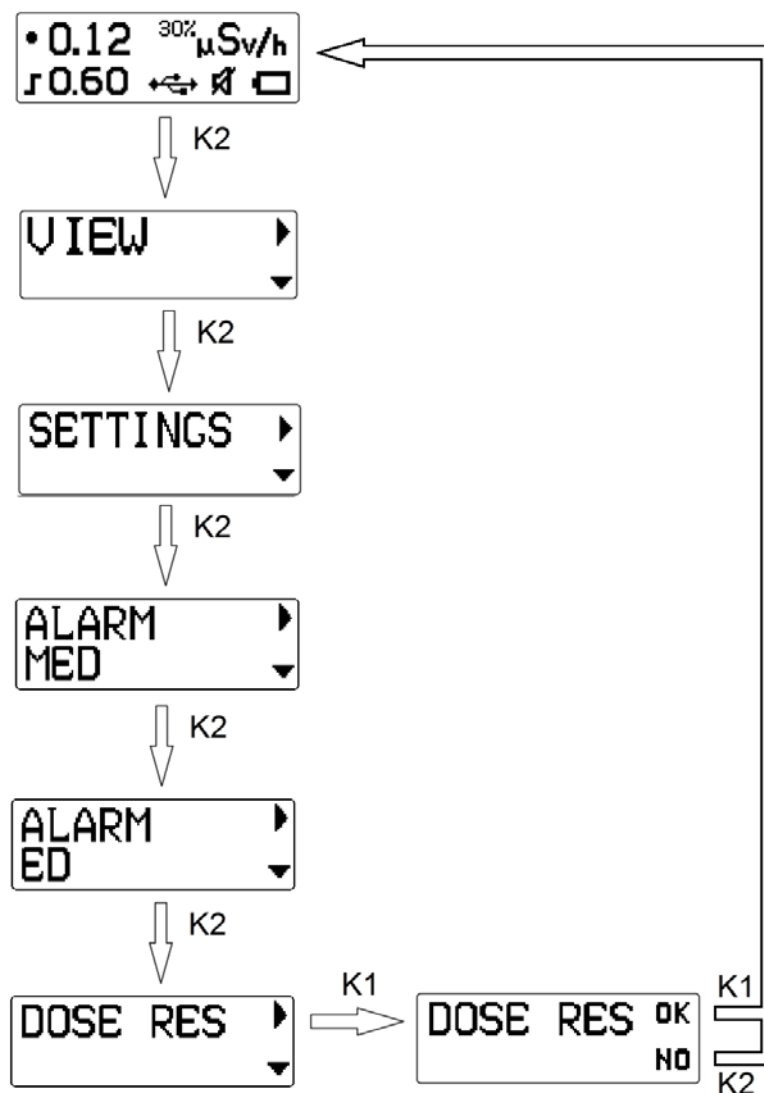 • 0.12 30% µSv/h
0.60
K2
VIEW
K2
SETTINGS
K2
ALARM
MED
K2
ALARM
ED
K2
DOSE RES
K1
DOSE RES OK
NO
K1
K2